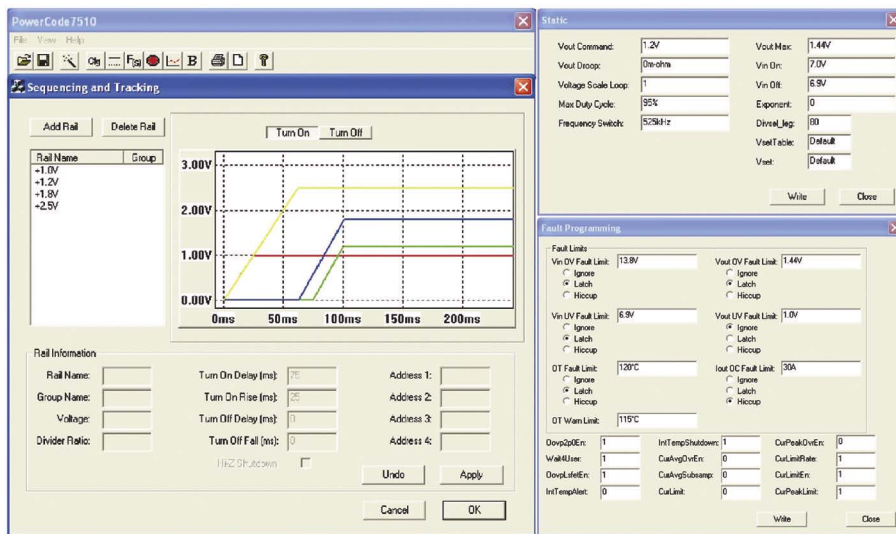 PowerCode7510
File View Help
Cfg F(s) B ?
Sequencing and Tracking
Add Rail Delete Rail
Rail Name Group
+1.0V
+1.2V
+1.8V
+2.5V
Turn On Turn Off
3.00V
2.00V
1.00V
0.00V
0ms 50ms 100ms 150ms 200ms
Rail Information
Rail Name: Turn On Delay (ms): 75 Address 1:
Group Name: Turn On Rise (ms): 25 Address 2:
Voltage: Turn Off Delay (ms): 0 Address 3:
Divider Ratio: Turn Off Fall (ms): 0 Address 4:
Hi-Z Shutdown
Undo Apply
Cancel OK
Static
Vout Command: 1.2V Vout Max: 1.44V
Vout Droop: 0m-ohm Vin On: 7.0V
Voltage Scale Loop: 1 Vin Off: 6.9V
Max Duty Cycle: 95% Exponent: 0
Frequency Switch: 525kHz Divsel_leg: 80
VsetTable: Default
Vset: Default
Write Close
Fault Programming
Fault Limits
Vin OV Fault Limit: 13.8V Vout OV Fault Limit: 1.44V
Ignore Ignore
Latch Latch
Hiccup Hiccup
Vin UV Fault Limit: 6.9V Vout UV Fault Limit: 1.0V
Ignore Ignore
Latch Latch
Hiccup Hiccup
OT Fault Limit: 120°C Iout OC Fault Limit: 30A
Ignore Ignore
Latch Latch
Hiccup Hiccup
OT Warn Limit: 115°C
Oovp2p0En: 1 IntTempShutdown: 1 CurPeakOvrEn: 0
Wait4User: 1 CurAvgOvrEn: 0 CurLimitRate: 1
OovpLsfetEn: 1 CurAvgSubsamp: 0 CurLimitEn: 1
IntTempAlert: 0 CurLimit: 0 CurPeakLimit: 1
Write Close